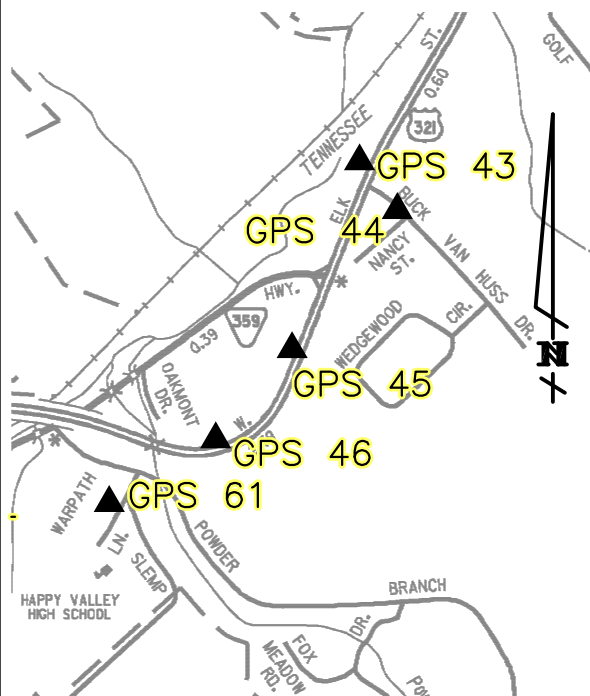 GOLF
ST.
0.60
321
TENNESSEE
GPS 43
ELK
BUCK
GPS 44
NANCY
ST.
VAN HUSS DR.
HWY.
359
0.39
WEDGEWOOD
CIR.
N
OAKMONT
DR.
GPS 45
W.
GPS 46
GPS 61
WARPATH
LN.
SLEMP
POWDER
BRANCH
HAPPY VALLEY
HIGH SCHOOL
DR.
FOX
MEADOW
RD.